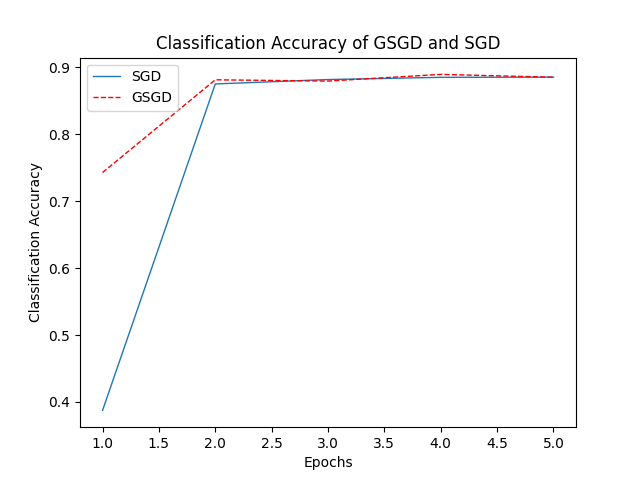 Classification Accuracy of GSGD and SGD
SGD
GSGD
Classification Accuracy
0.9
0.8
0.7
0.6
0.5
0.4
1.0 1.5 2.0 2.5 3.0 3.5 4.0 4.5 5.0
Epochs